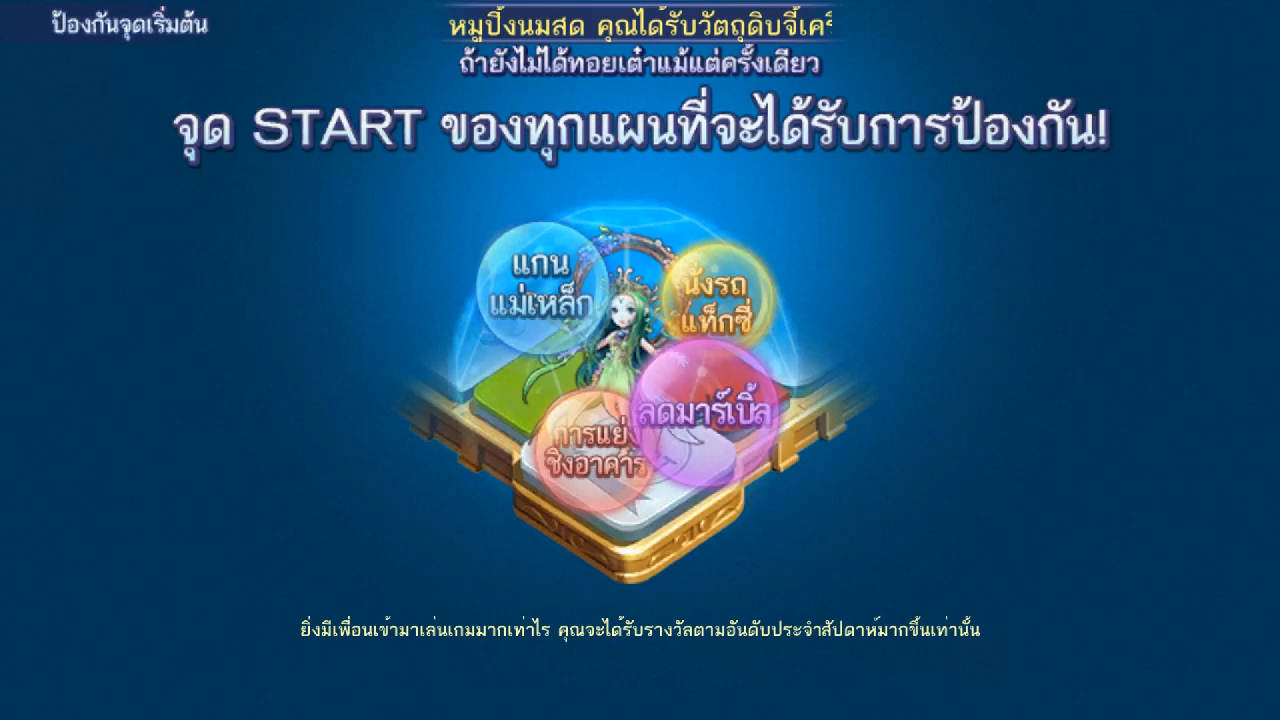 ป้องกันจุดเริ่มต้น
หมูปิ้งนมสด คุณได้รับวัตถุดิบจี้
ถ้ายังไม่ได้ทอยเต๋าแม้แต่ครั้งเดียว
จุด START ของทุกแผนที่จะได้รับการป้องกัน!
แกน
แม่เหล็ก
นั่งรถ
แท็กซี่
ลดมาร์เบิ้ล
การแย่ง
ชิงอาคาร
ยิ่งมีเพื่อนเข้ามาเล่นเกมมากเท่าไร คุณจะได้รับรางวัลตามอันดับประจำสัปดาห์มากขึ้นเท่านั้น